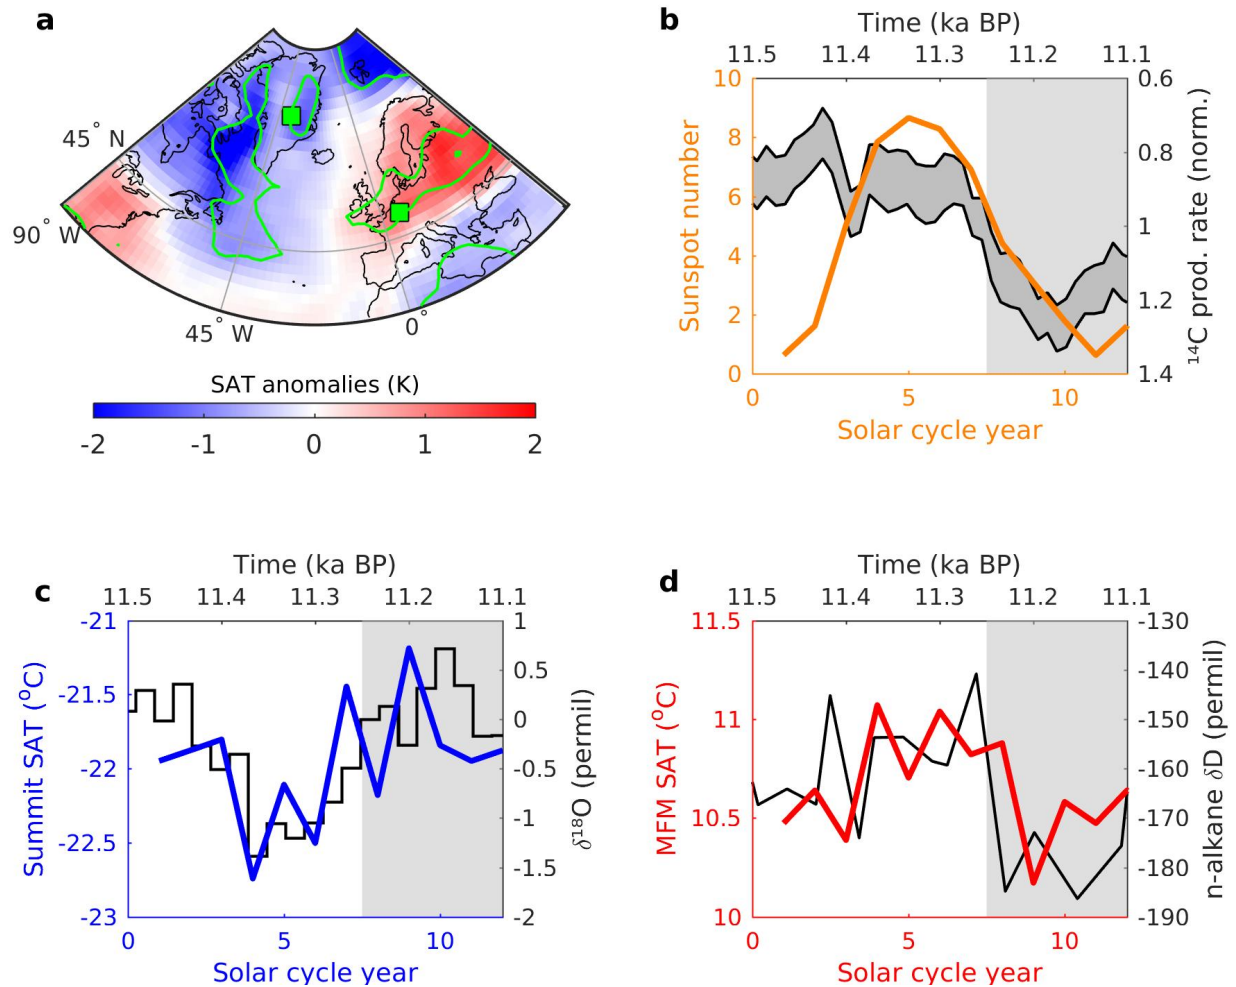 a
45° N
90° W
45° W
0°
SAT anomalies (K)
-2 -1 0 1 2
b
Time (ka BP)
11.5 11.4 11.3 11.2 11.1
10 8 6 4 2 0
Sunspot number
0.6 0.8 1 1.2 1.4
¹⁴C prod. rate (norm.)
0 5 10
Solar cycle year
c
Time (ka BP)
11.5 11.4 11.3 11.2 11.1
-21 -21.5 -22 -22.5 -23
Summit SAT (°C)
1 0.5 0 -0.5 -1 -1.5 -2
δ¹⁸O (permil)
0 5 10
Solar cycle year
d
Time (ka BP)
11.5 11.4 11.3 11.2 11.1
11.5 11 10.5 10
MFM SAT (°C)
-130 -140 -150 -160 -170 -180 -190
n-alkane δD (permil)
0 5 10
Solar cycle year